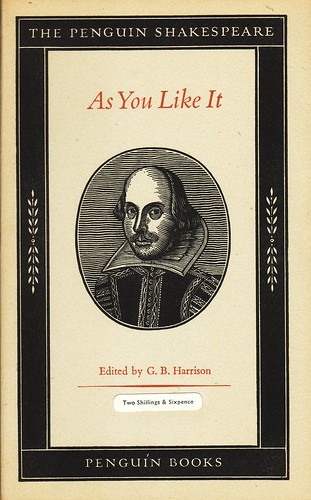 THE PENGUIN SHAKESPEARE
As You Like It
Edited by G. B. Harrison
Two Shillings & Sixpence
PENGUIN BOOKS